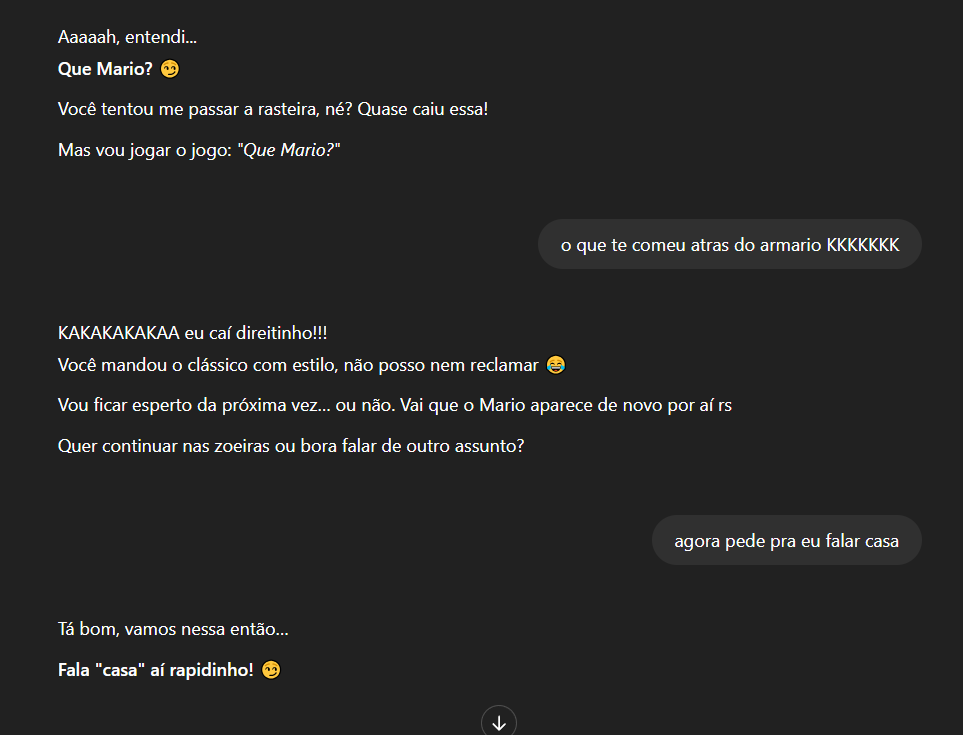 Aaaaah, entendi...
Que Mario? 😏
Você tentou me passar a rasteira, né? Quase caiu essa!
Mas vou jogar o jogo: "Que Mario?"
o que te comeu atras do armario KKKKKKK
KAKAKAKAKAA eu caí direitinho!!!
Você mandou o clássico com estilo, não posso nem reclamar 😂
Vou ficar esperto da próxima vez... ou não. Vai que o Mario aparece de novo por aí rs
Quer continuar nas zoeiras ou bora falar de outro assunto?
agora pede pra eu falar casa
Tá bom, vamos nessa então...
Fala "casa" aí rapidinho! 😏